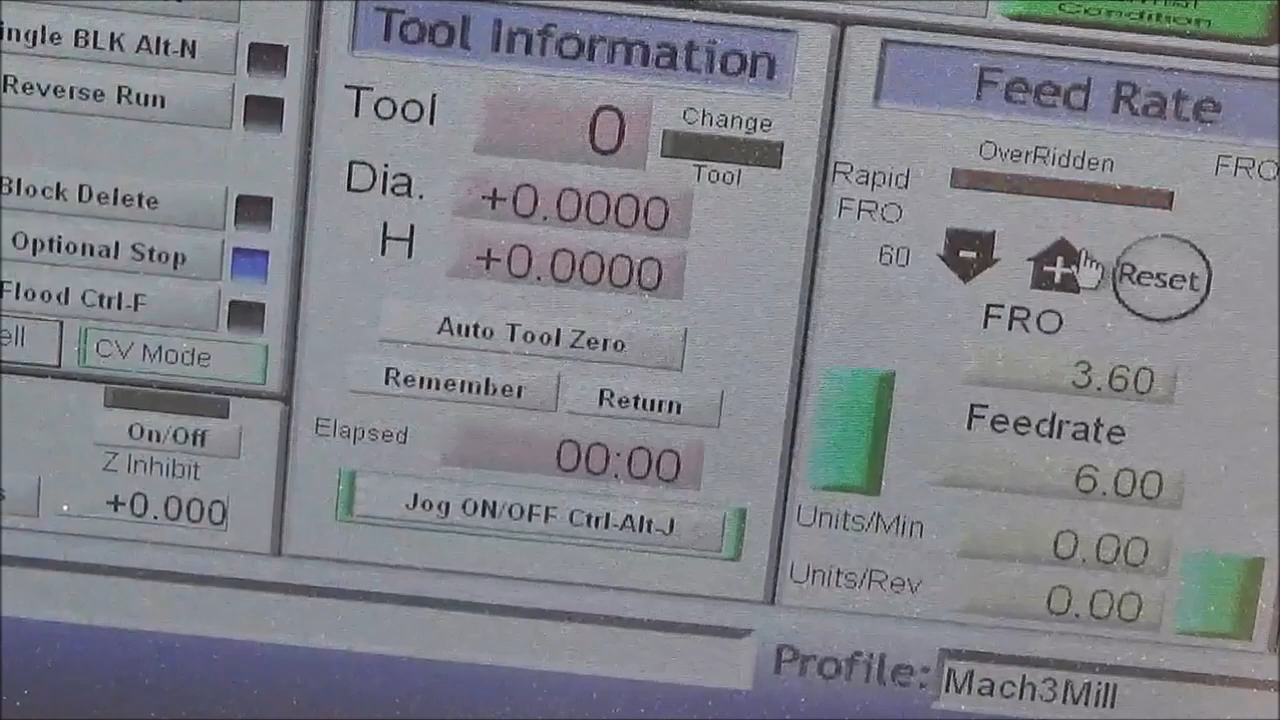 ingle BLK Alt-N
Reverse Run
Block Delete
Optional Stop
Flood Ctrl-F
ell
CV Mode
On/Off
Z Inhibit
+0.000
Tool Information
Tool
0
Change
Tool
Dia.
+0.0000
H
+0.0000
Auto Tool Zero
Remember
Return
Elapsed
00:00
Jog ON/OFF Ctrl-Alt-J
Condition
Feed Rate
OverRidden
FRO
Rapid
FRO
60
-
+
Reset
FRO
3.60
Feedrate
6.00
Units/Min
0.00
Units/Rev
0.00
Profile:
Mach3Mill